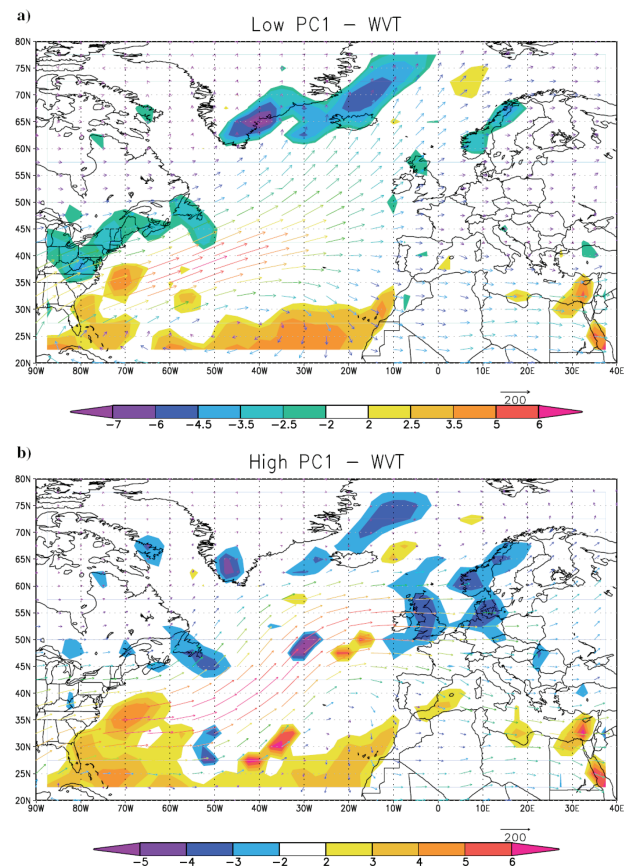 a)
Low PC1 – WVT
80N
75N
70N
65N
60N
55N
50N
45N
40N
35N
30N
25N
20N
90W 80W 70W 60W 50W 40W 30W 20W 10W 0 10E 20E 30E 40E
200
-7 -6 -4.5 -3.5 -2.5 -2 2 2.5 3.5 5 6
b)
High PC1 – WVT
80N
75N
70N
65N
60N
55N
50N
45N
40N
35N
30N
25N
20N
90W 80W 70W 60W 50W 40W 30W 20W 10W 0 10E 20E 30E 40E
200
-5 -4 -3 -2 2 3 4 5 6